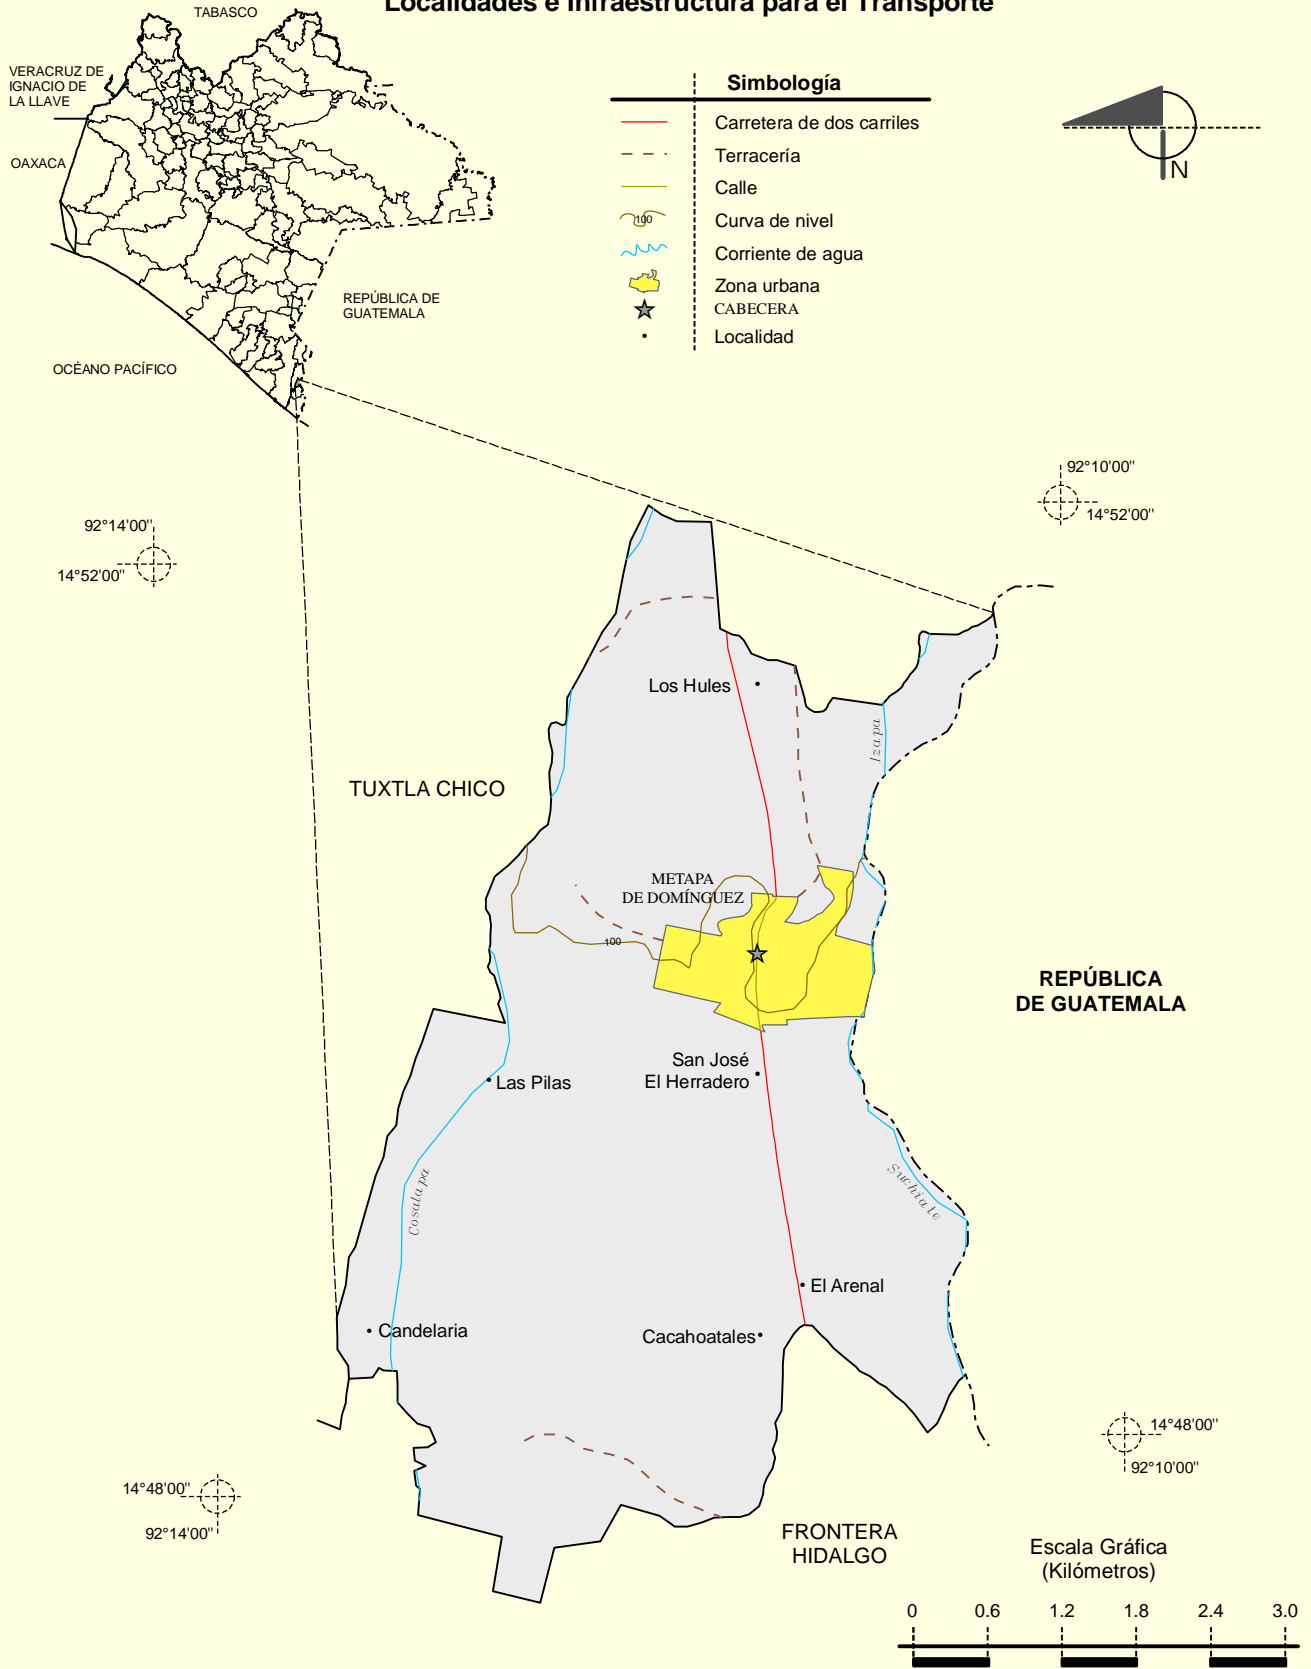 Localidades e Infraestructura para el Transporte
TABASCO
VERACRUZ DE
IGNACIO DE
LA LLAVE
OAXACA
REPÚBLICA DE
GUATEMALA
OCÉANO PACÍFICO
Simbología
Carretera de dos carriles
Terracería
Calle
100
Curva de nivel
Corriente de agua
Zona urbana
CABECERA
Localidad
N
92°14'00"
14°52'00"
92°10'00"
14°52'00"
Los Hules
Izapa
TUXTLA CHICO
METAPA
DE DOMÍNGUEZ
100
REPÚBLICA
DE GUATEMALA
San José
El Herradero
Las Pilas
Cosalapa
Suchiate
El Arenal
Candelaria
Cacahoatales
14°48'00"
92°14'00"
14°48'00"
92°10'00"
FRONTERA
HIDALGO
Escala Gráfica
(Kilómetros)
0 0.6 1.2 1.8 2.4 3.0